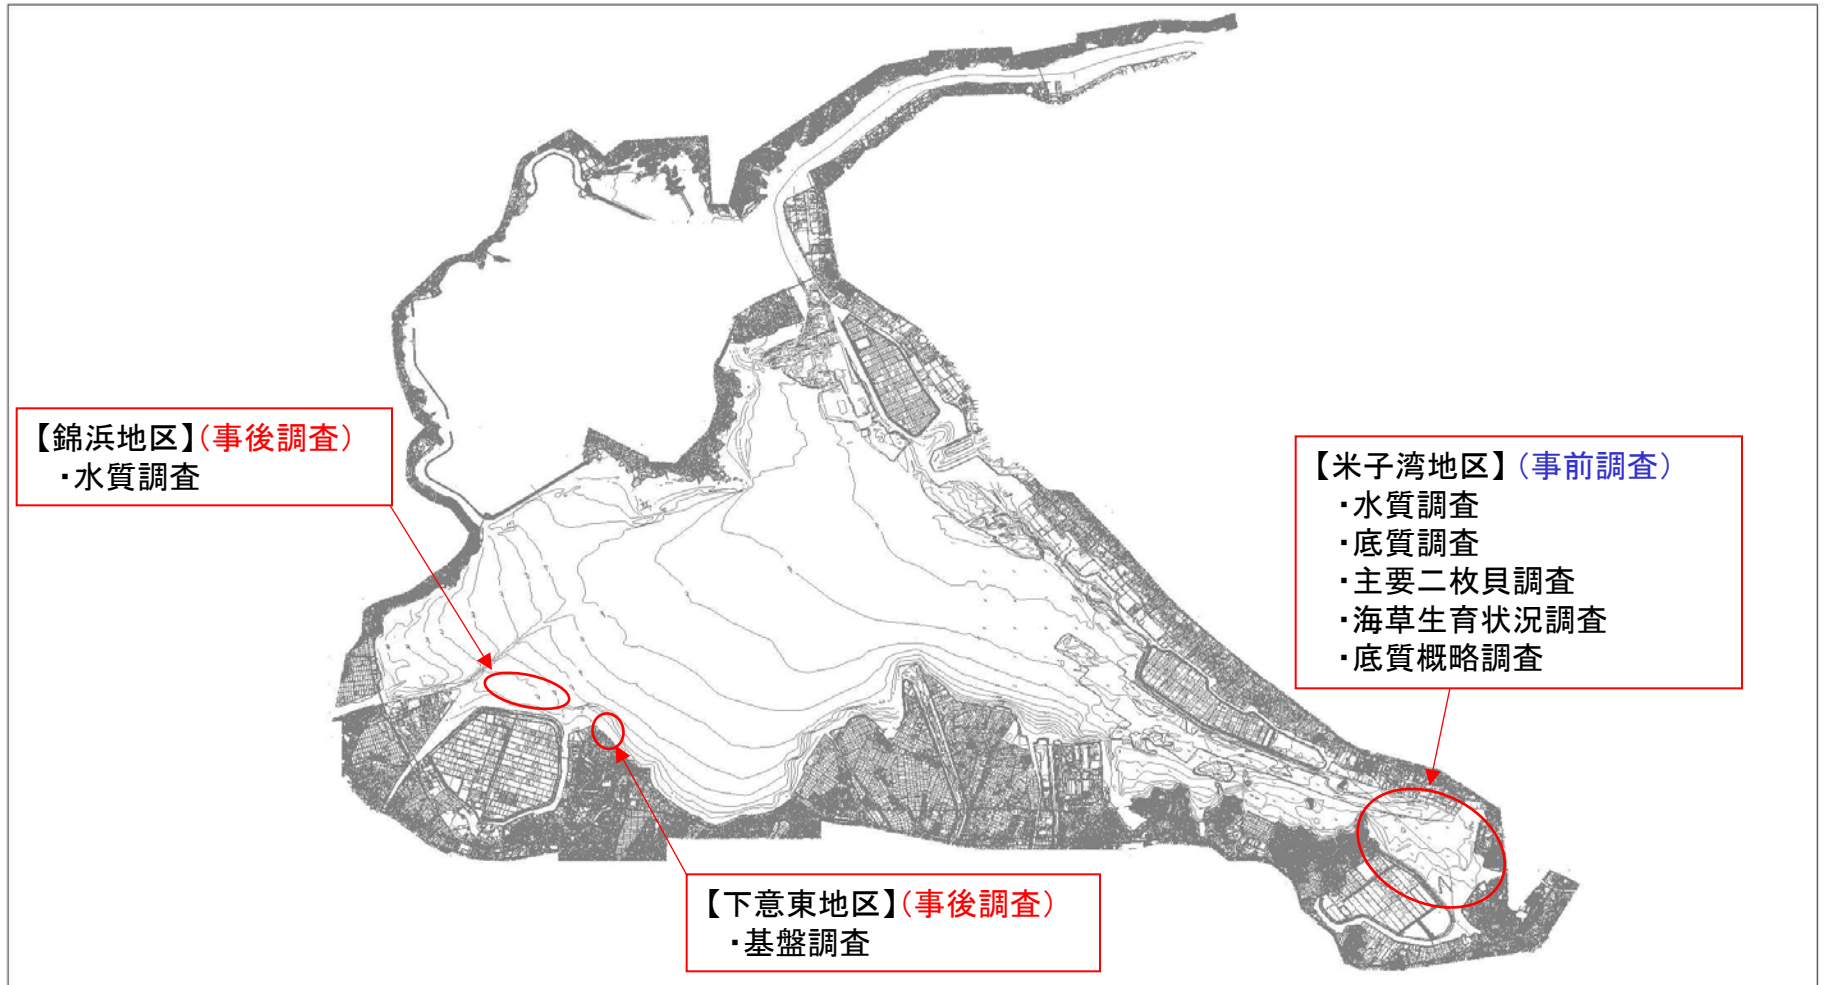 【錦浜地区】(事後調査)
・水質調査
【米子湾地区】(事前調査)
・水質調査
・底質調査
・主要二枚貝調査
・海草生育状況調査
・底質概略調査
【下意東地区】(事後調査)
・基盤調査